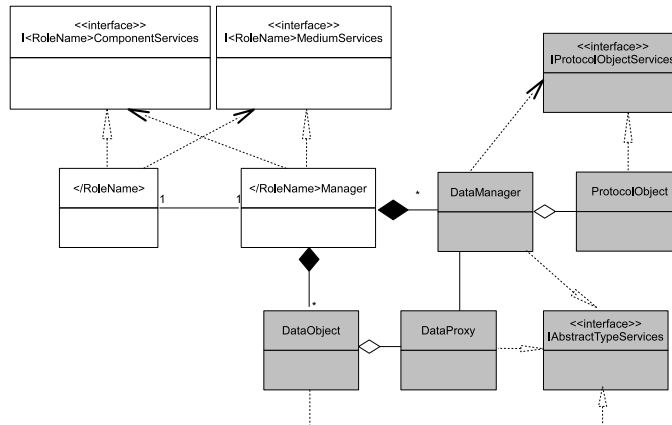 <<interface>>
I<RoleName>ComponentServices
<<interface>>
I<RoleName>MediumServices
<<interface>>
IProtocolObjectServices
</RoleName>
1
1
</RoleName>Manager
*
DataManager
ProtocolObject
*
DataObject
DataProxy
<<interface>>
IAbstractTypeServices